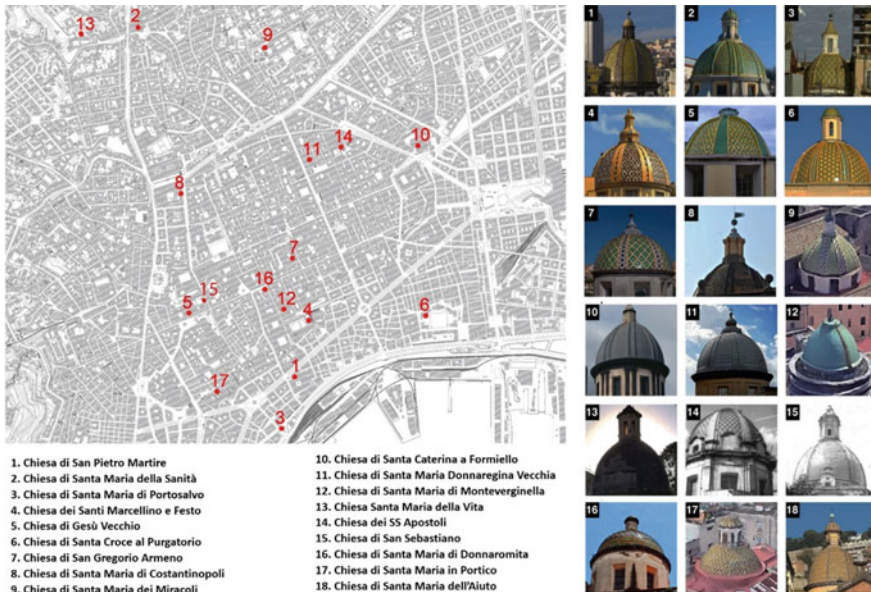 13
2
9
10
14
11
8
7
16
15
12
5
4
6
1
17
3
1. Chiesa di San Pietro Martire
2. Chiesa di Santa Maria della Sanità
3. Chiesa di Santa Maria di Portosalvo
4. Chiesa dei Santi Marcellino e Festo
5. Chiesa di Gesù Vecchio
6. Chiesa di Santa Croce al Purgatorio
7. Chiesa di San Gregorio Armeno
8. Chiesa di Santa Maria di Costantinopoli
9. Chiesa di Santa Maria dei Miracoli
10. Chiesa di Santa Caterina a Formiello
11. Chiesa di Santa Maria Donnaregina Vecchia
12. Chiesa di Santa Maria di Monteverginella
13. Chiesa Santa Maria della Vita
14. Chiesa dei SS Apostoli
15. Chiesa di San Sebastiano
16. Chiesa di Santa Maria di Donnaromita
17. Chiesa di Santa Maria in Portico
18. Chiesa di Santa Maria dell'Aiuto
1 2 3
4 5 6
7 8 9
10 11 12
13 14 15
16 17 18